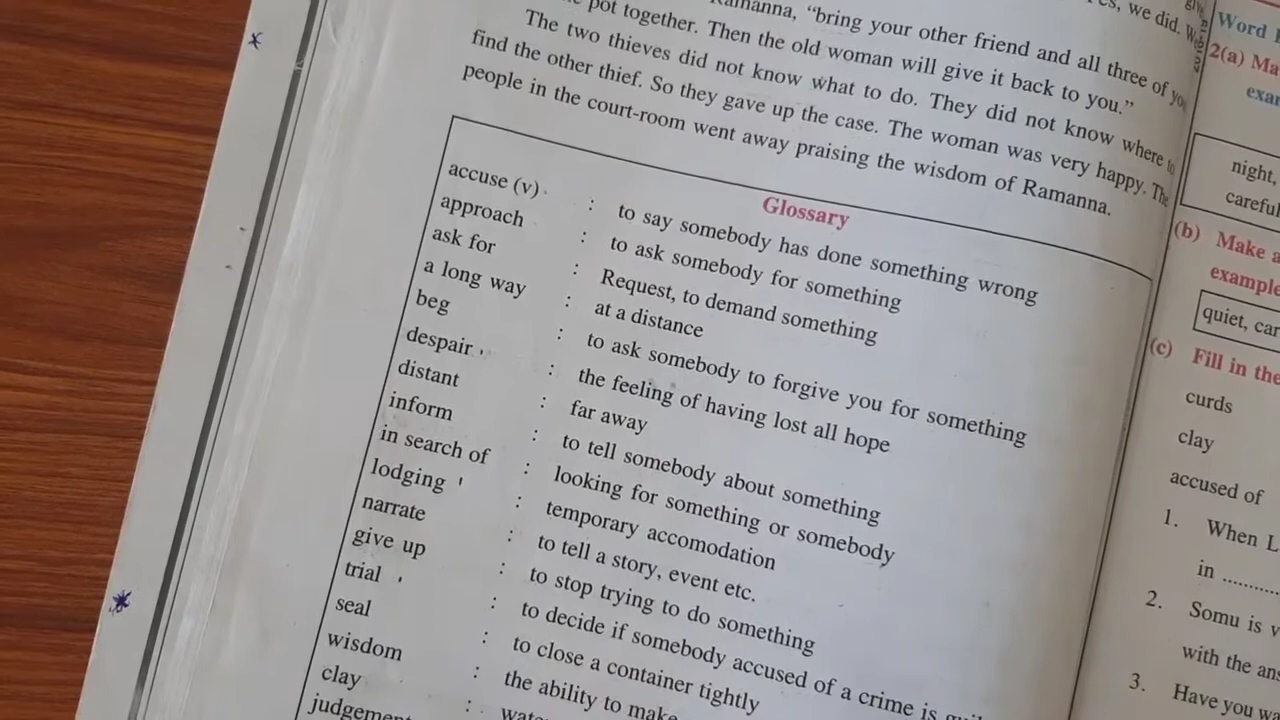 Ramanna, "bring your other friend and all three of you
pot together. Then the old woman will give it back to you."
The two thieves did not know what to do. They did not know where to
find the other thief. So they gave up the case. The woman was very happy. The
people in the court-room went away praising the wisdom of Ramanna.
Glossary
accuse (v) : to say somebody has done something wrong
approach : to ask somebody for something
ask for : Request, to demand something
a long way : at a distance
beg : to ask somebody to forgive you for something
despair : the feeling of having lost all hope
distant : far away
inform : to tell somebody about something
in search of : looking for something or somebody
lodging : temporary accomodation
narrate : to tell a story, event etc.
give up : to stop trying to do something
trial : to decide if somebody accused of a crime is
seal : to close a container tightly
wisdom : the ability to make
clay :
judgement
we did.
Word
2(a) Ma
exam
night,
careful
(b) Make a
example
quiet, car
(c) Fill in the
curds
clay
accused of
1. When L
in ..........
2. Somu is
with the ans
3. Have you